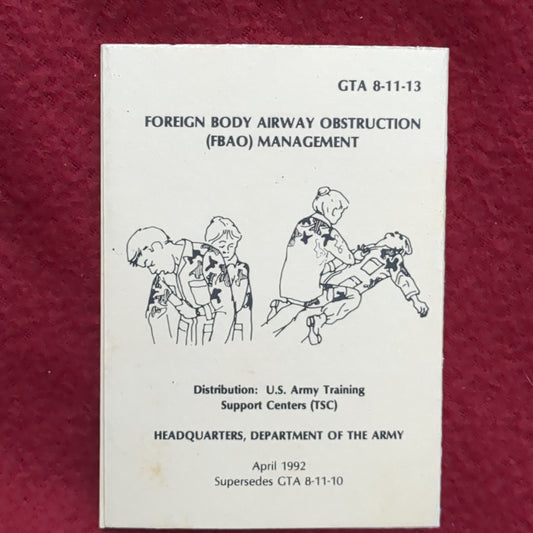 GTA 8-11-13
FOREIGN BODY AIRWAY OBSTRUCTION
(FBAO) MANAGEMENT
Distribution: U.S. Army Training
Support Centers (TSC)
HEADQUARTERS, DEPARTMENT OF THE ARMY
April 1992
Supersedes GTA 8-11-10